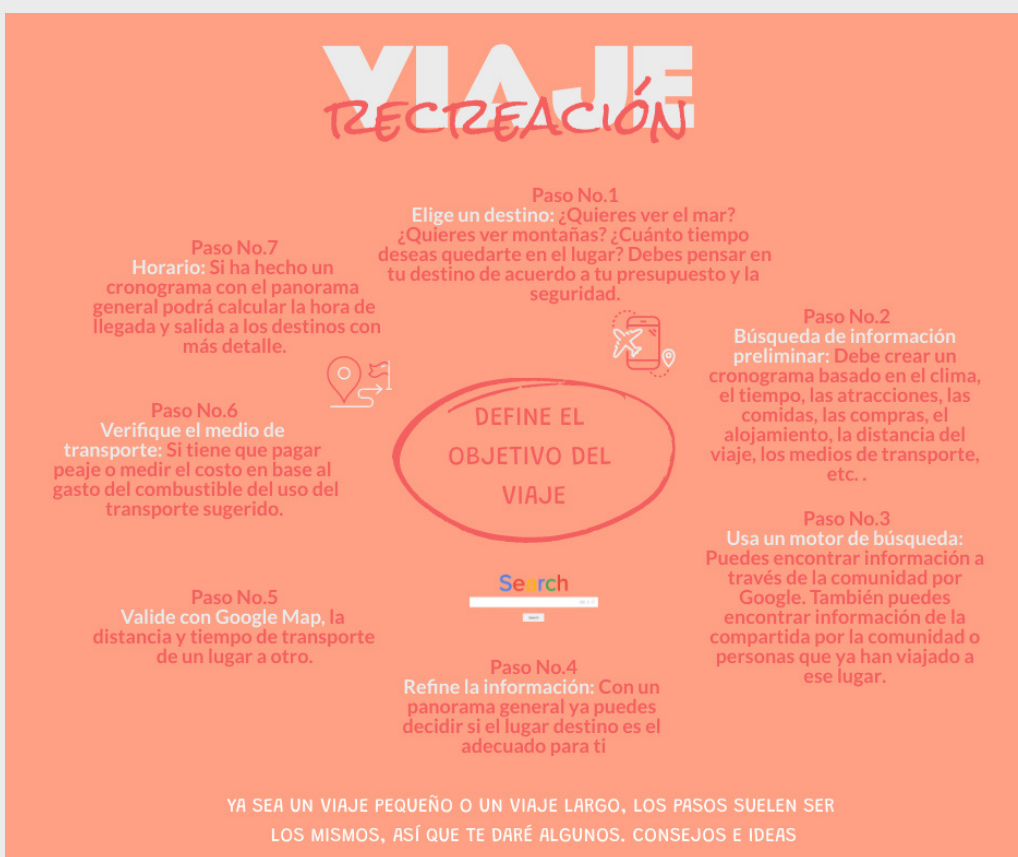 VIAJE
RECREACIÓN
Paso No.1
Elige un destino: ¿Quieres ver el mar?
¿Quieres ver montañas? ¿Cuánto tiempo
deseas quedarte en el lugar? Debes pensar en
tu destino de acuerdo a tu presupuesto y la
seguridad.
Paso No.2
Búsqueda de información
preliminar: Debe crear un
cronograma basado en el clima,
el tiempo, las atracciones, las
comidas, las compras, el
alojamiento, la distancia del
viaje, los medios de transporte,
etc. .
Paso No.3
Usa un motor de búsqueda:
Puedes encontrar información a
través de la comunidad por
Google. También puedes
encontrar información de la
compartida por la comunidad o
personas que ya han viajado a
ese lugar.
Paso No.4
Refine la información: Con un
panorama general ya puedes
decidir si el lugar destino es el
adecuado para ti
Paso No.5
Valide con Google Map, la
distancia y tiempo de transporte
de un lugar a otro.
Paso No.6
Verifique el medio de
transporte: Si tiene que pagar
peaje o medir el costo en base al
gasto del combustible del uso del
transporte sugerido.
Paso No.7
Horario: Si ha hecho un
cronograma con el panorama
general podrá calcular la hora de
llegada y salida a los destinos con
más detalle.
DEFINE EL
OBJETIVO DEL
VIAJE
Search
YA SEA UN VIAJE PEQUEÑO O UN VIAJE LARGO, LOS PASOS SUELEN SER
LOS MISMOS, ASÍ QUE TE DARÉ ALGUNOS. CONSEJOS E IDEAS